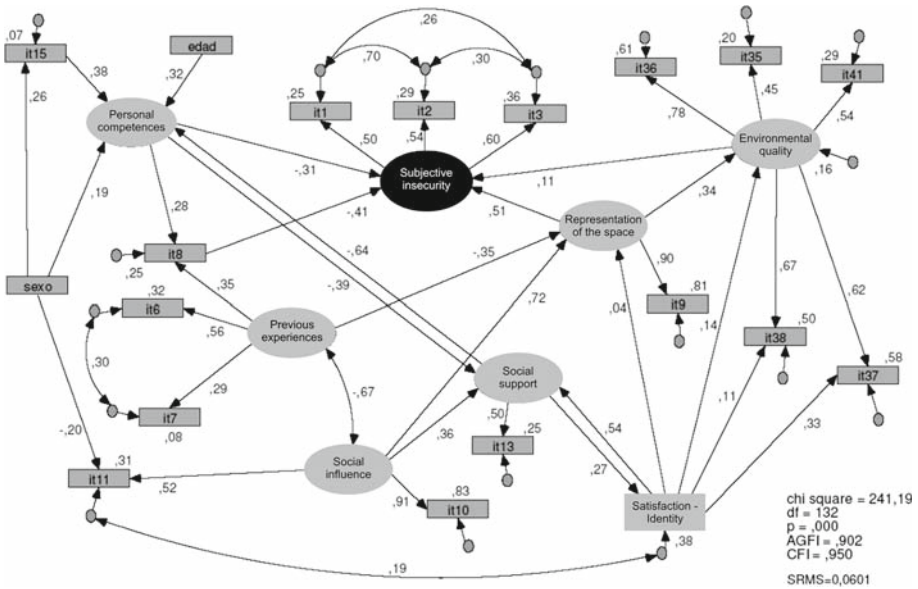 ,07
it15
edad
,38
,32
,26
Personal
competences
,19
,26
,70
,30
,25
it1
,29
it2
,36
it3
,50
,54
,60
Subjective
insecurity
-,31
-,41
,11
,51
,61
it36
,20
it35
,29
it41
,78
,45
,54
Environmental
quality
,16
,34
Representation
of the space
,28
it8
,25
,35
-,64
-,39
-,35
,72
,04
,14
,90
,81
it9
,67
,62
,50
it38
,58
it37
sexo
,32
it6
,56
,30
,29
it7
,08
Previous
experiences
-,67
-,20
,31
it11
,52
Social
influence
,36
,91
,83
it10
Social
support
,50
,25
it13
,54
,27
,11
,33
Satisfaction -
Identity
,38
,19
chi square = 241,19
df = 132
p = ,000
AGFI = ,902
CFI = ,950
SRMS=0,0601